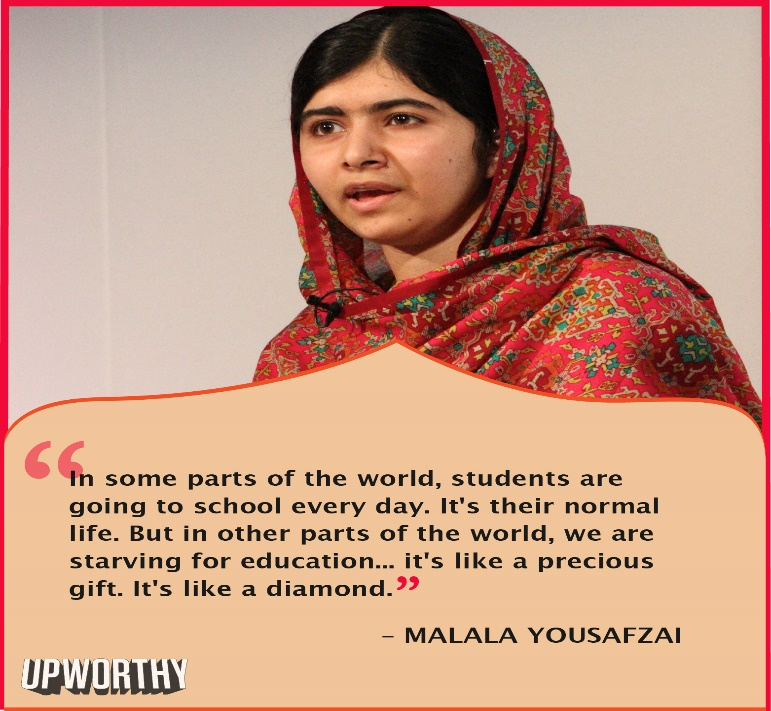 “In some parts of the world, students are
going to school every day. It's their normal
life. But in other parts of the world, we are
starving for education... it's like a precious
gift. It's like a diamond.”
– MALALA YOUSAFZAI
UPWORTHY